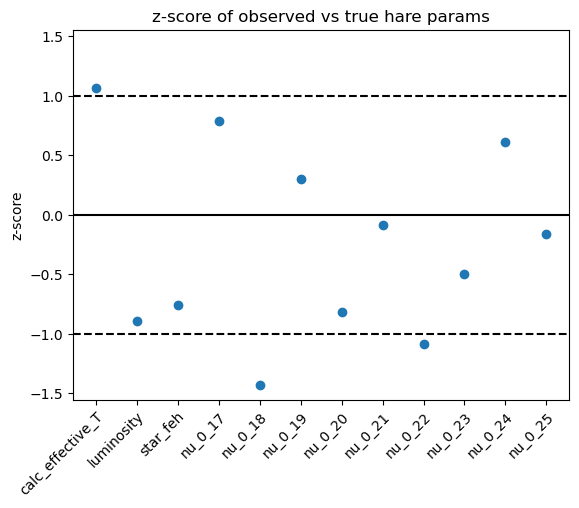 z-score of observed vs true hare params
z-score
1.5
1.0
0.5
0.0
−0.5
−1.0
−1.5
calc_effective_T
luminosity
star_feh
nu_0_17
nu_0_18
nu_0_19
nu_0_20
nu_0_21
nu_0_22
nu_0_23
nu_0_24
nu_0_25